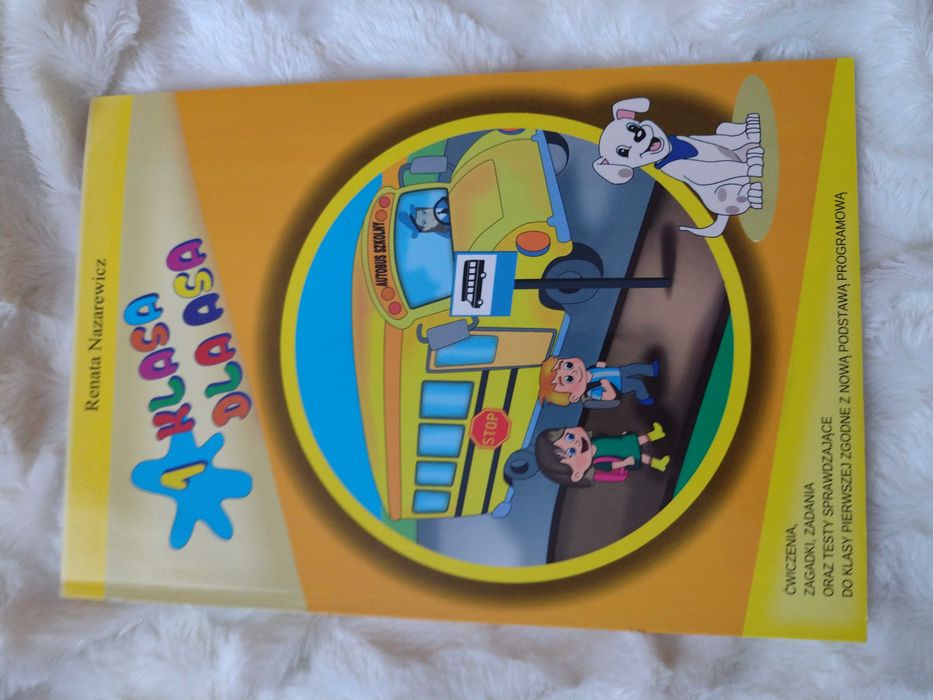 Renata Nazarewicz
1 KLASA
DLA ASA
AUTOBUS SZKOLNY
STOP
ĆWICZENIA,
ZAGADKI, ZADANIA
ORAZ TESTY SPRAWDZAJĄCE
DO KLASY PIERWSZEJ ZGODNE Z NOWĄ PODSTAWĄ PROGRAMOWĄ